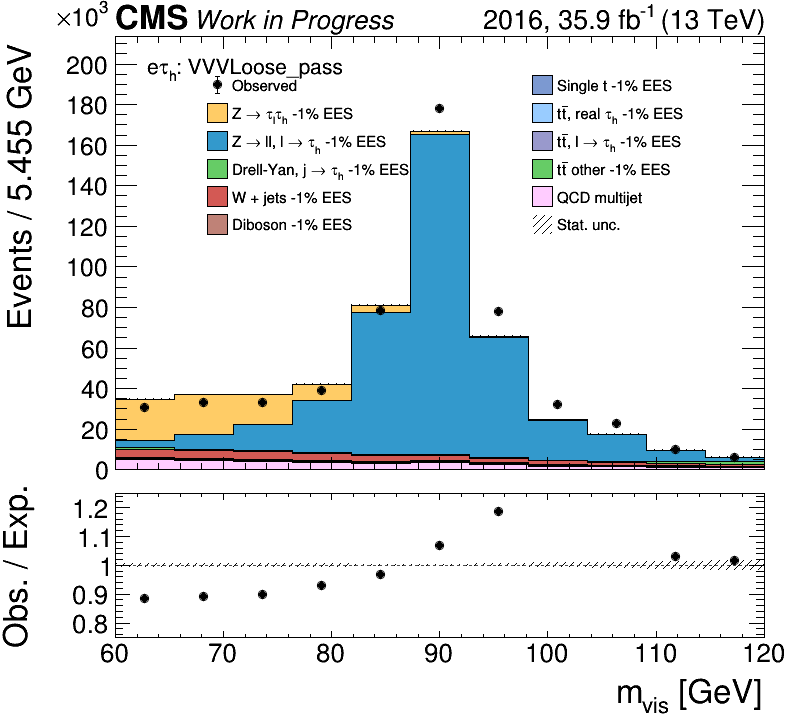 ×10³ CMS Work in Progress 2016, 35.9 fb⁻¹ (13 TeV)
eτₕ: VVVLoose_pass
Observed
Z → τₗτₕ -1% EES
Z → ll, l → τₕ -1% EES
Drell-Yan, j → τₕ -1% EES
W + jets -1% EES
Diboson -1% EES
Single t -1% EES
tt̄, real τₕ -1% EES
tt̄, l → τₕ -1% EES
tt̄ other -1% EES
QCD multijet
Stat. unc.
Events / 5.455 GeV
200
180
160
140
120
100
80
60
40
20
0
Obs. / Exp.
1.2
1.1
1
0.9
0.8
60 70 80 90 100 110 120
m_vis [GeV]